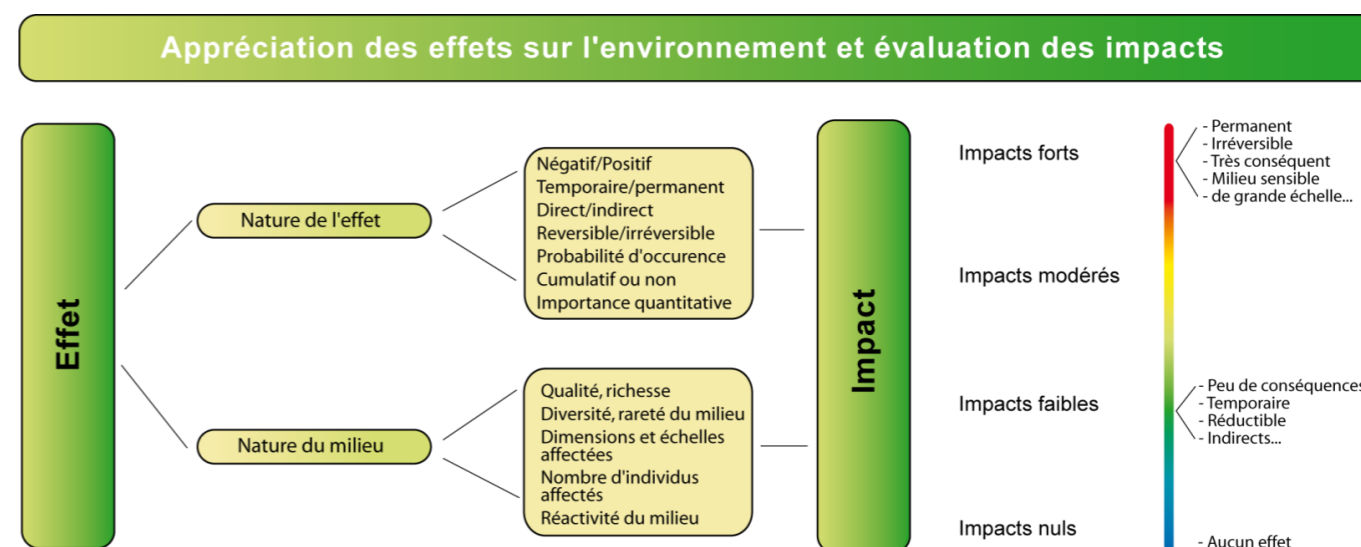 Appréciation des effets sur l'environnement et évaluation des impacts
Effet
Nature de l'effet
Négatif/Positif
Temporaire/permanent
Direct/indirect
Reversible/irréversible
Probabilité d'occurence
Cumulatif ou non
Importance quantitative
Nature du milieu
Qualité, richesse
Diversité, rareté du milieu
Dimensions et échelles
affectées
Nombre d'individus
affectés
Réactivité du milieu
Impact
Impacts forts
- Permanent
- Irréversible
- Très conséquent
- Milieu sensible
- de grande échelle...
Impacts modérés
Impacts faibles
- Peu de conséquences
- Temporaire
- Réductible
- Indirects...
Impacts nuls
- Aucun effet